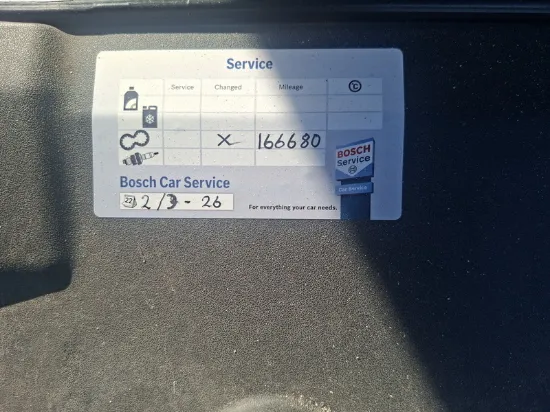 Service
Service Changed Mileage °C
X 166680
BOSCH
Service
Car Service
Bosch Car Service
22 2/3 - 26
For everything your car needs.